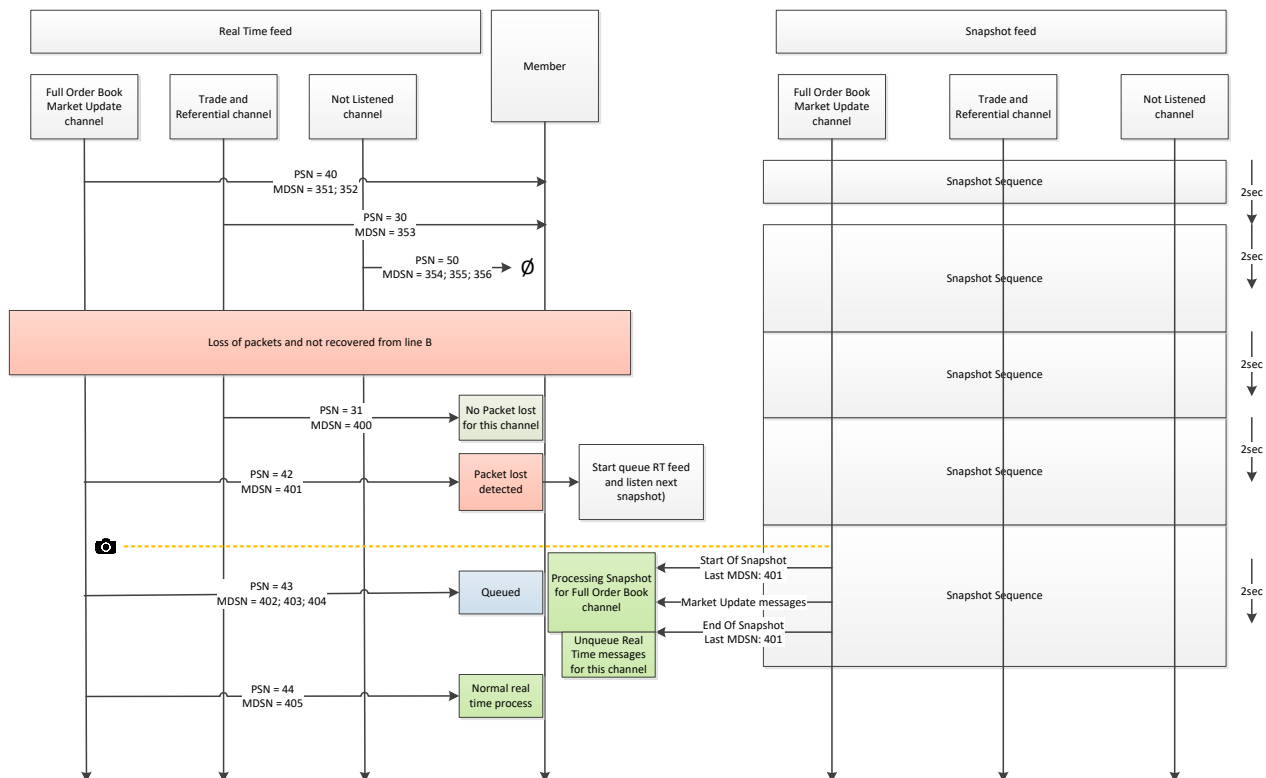 Real Time feed
Member
Snapshot feed
Full Order Book
Market Update
channel
Trade and
Referential channel
Not Listened
channel
Full Order Book
Market Update
channel
Trade and
Referential channel
Not Listened
channel
PSN = 40
MDSN = 351; 352
Snapshot Sequence
2sec
PSN = 30
MDSN = 353
PSN = 50
MDSN = 354; 355; 356
Ø
Snapshot Sequence
2sec
Loss of packets and not recovered from line B
Snapshot Sequence
2sec
PSN = 31
MDSN = 400
No Packet lost
for this channel
PSN = 42
MDSN = 401
Packet lost
detected
Start queue RT feed
and listen next
snapshot)
Snapshot Sequence
2sec
Start Of Snapshot
Last MDSN: 401
PSN = 43
MDSN = 402; 403; 404
Queued
Processing Snapshot
for Full Order Book
channel
Market Update messages
Snapshot Sequence
2sec
End Of Snapshot
Last MDSN: 401
Unqueue Real
Time messages
for this channel
PSN = 44
MDSN = 405
Normal real
time process